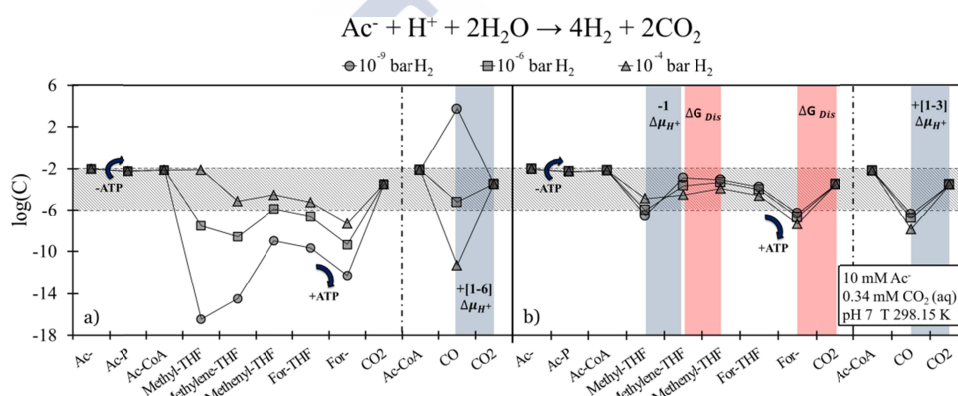 Ac⁻ + H⁺ + 2H₂O → 4H₂ + 2CO₂
10⁻⁹ bar H₂ 10⁻⁶ bar H₂ 10⁻⁴ bar H₂
log(C)
6
2
-2
-6
-10
-14
-18
-ATP
+ATP
+[1-6]
Δμ_H⁺
a)
Ac-
Ac-P
Ac-CoA
Methyl-THF
Methylene-THF
Methenyl-THF
For-THF
For-
CO2
Ac-CoA
CO
CO2
-1
Δμ_H⁺
ΔG Dis
ΔG Dis
+[1-3]
Δμ_H⁺
-ATP
+ATP
b)
10 mM Ac⁻
0.34 mM CO₂ (aq)
pH 7 T 298.15 K
Ac-
Ac-P
Ac-CoA
Methyl-THF
Methylene-THF
Methenyl-THF
For-THF
For-
CO2
Ac-CoA
CO
CO2